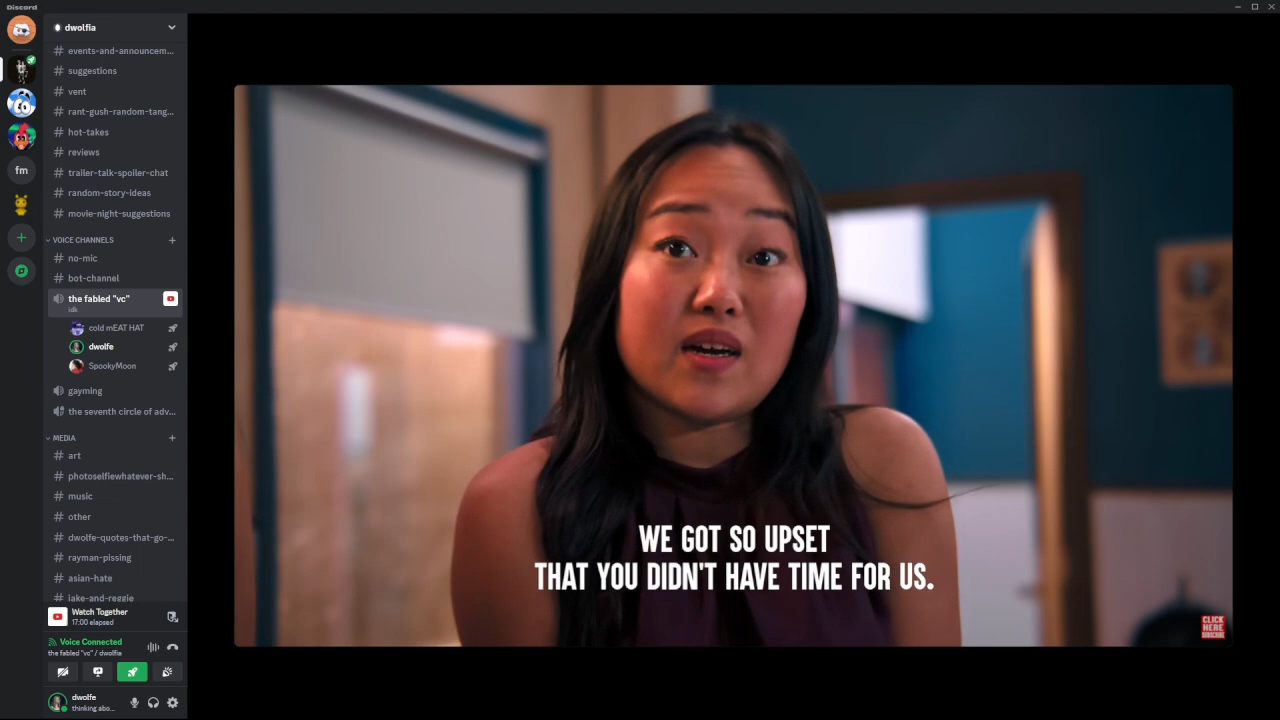 Discord
dwolfia
events-and-announcem...
suggestions
vent
rant-gush-random-tang...
hot-takes
reviews
trailer-talk-spoiler-chat
random-story-ideas
movie-night-suggestions
fm
VOICE CHANNELS
no-mic
bot-channel
the fabled "vc"
idk
cold mEAT HAT
dwolfe
SpookyMoon
gayming
the seventh circle of adv...
MEDIA
art
photoselfiewhatever-sh...
music
other
dwolfe-quotes-that-go-...
rayman-pissing
asian-hate
lake-and-reggie
Watch Together
17:00 elapsed
Voice Connected
the fabled "vc" / dwolfia
dwolfe
thinking abo...
WE GOT SO UPSET
THAT YOU DIDN'T HAVE TIME FOR US.
CLICK
HERE
SUBSCRIBE